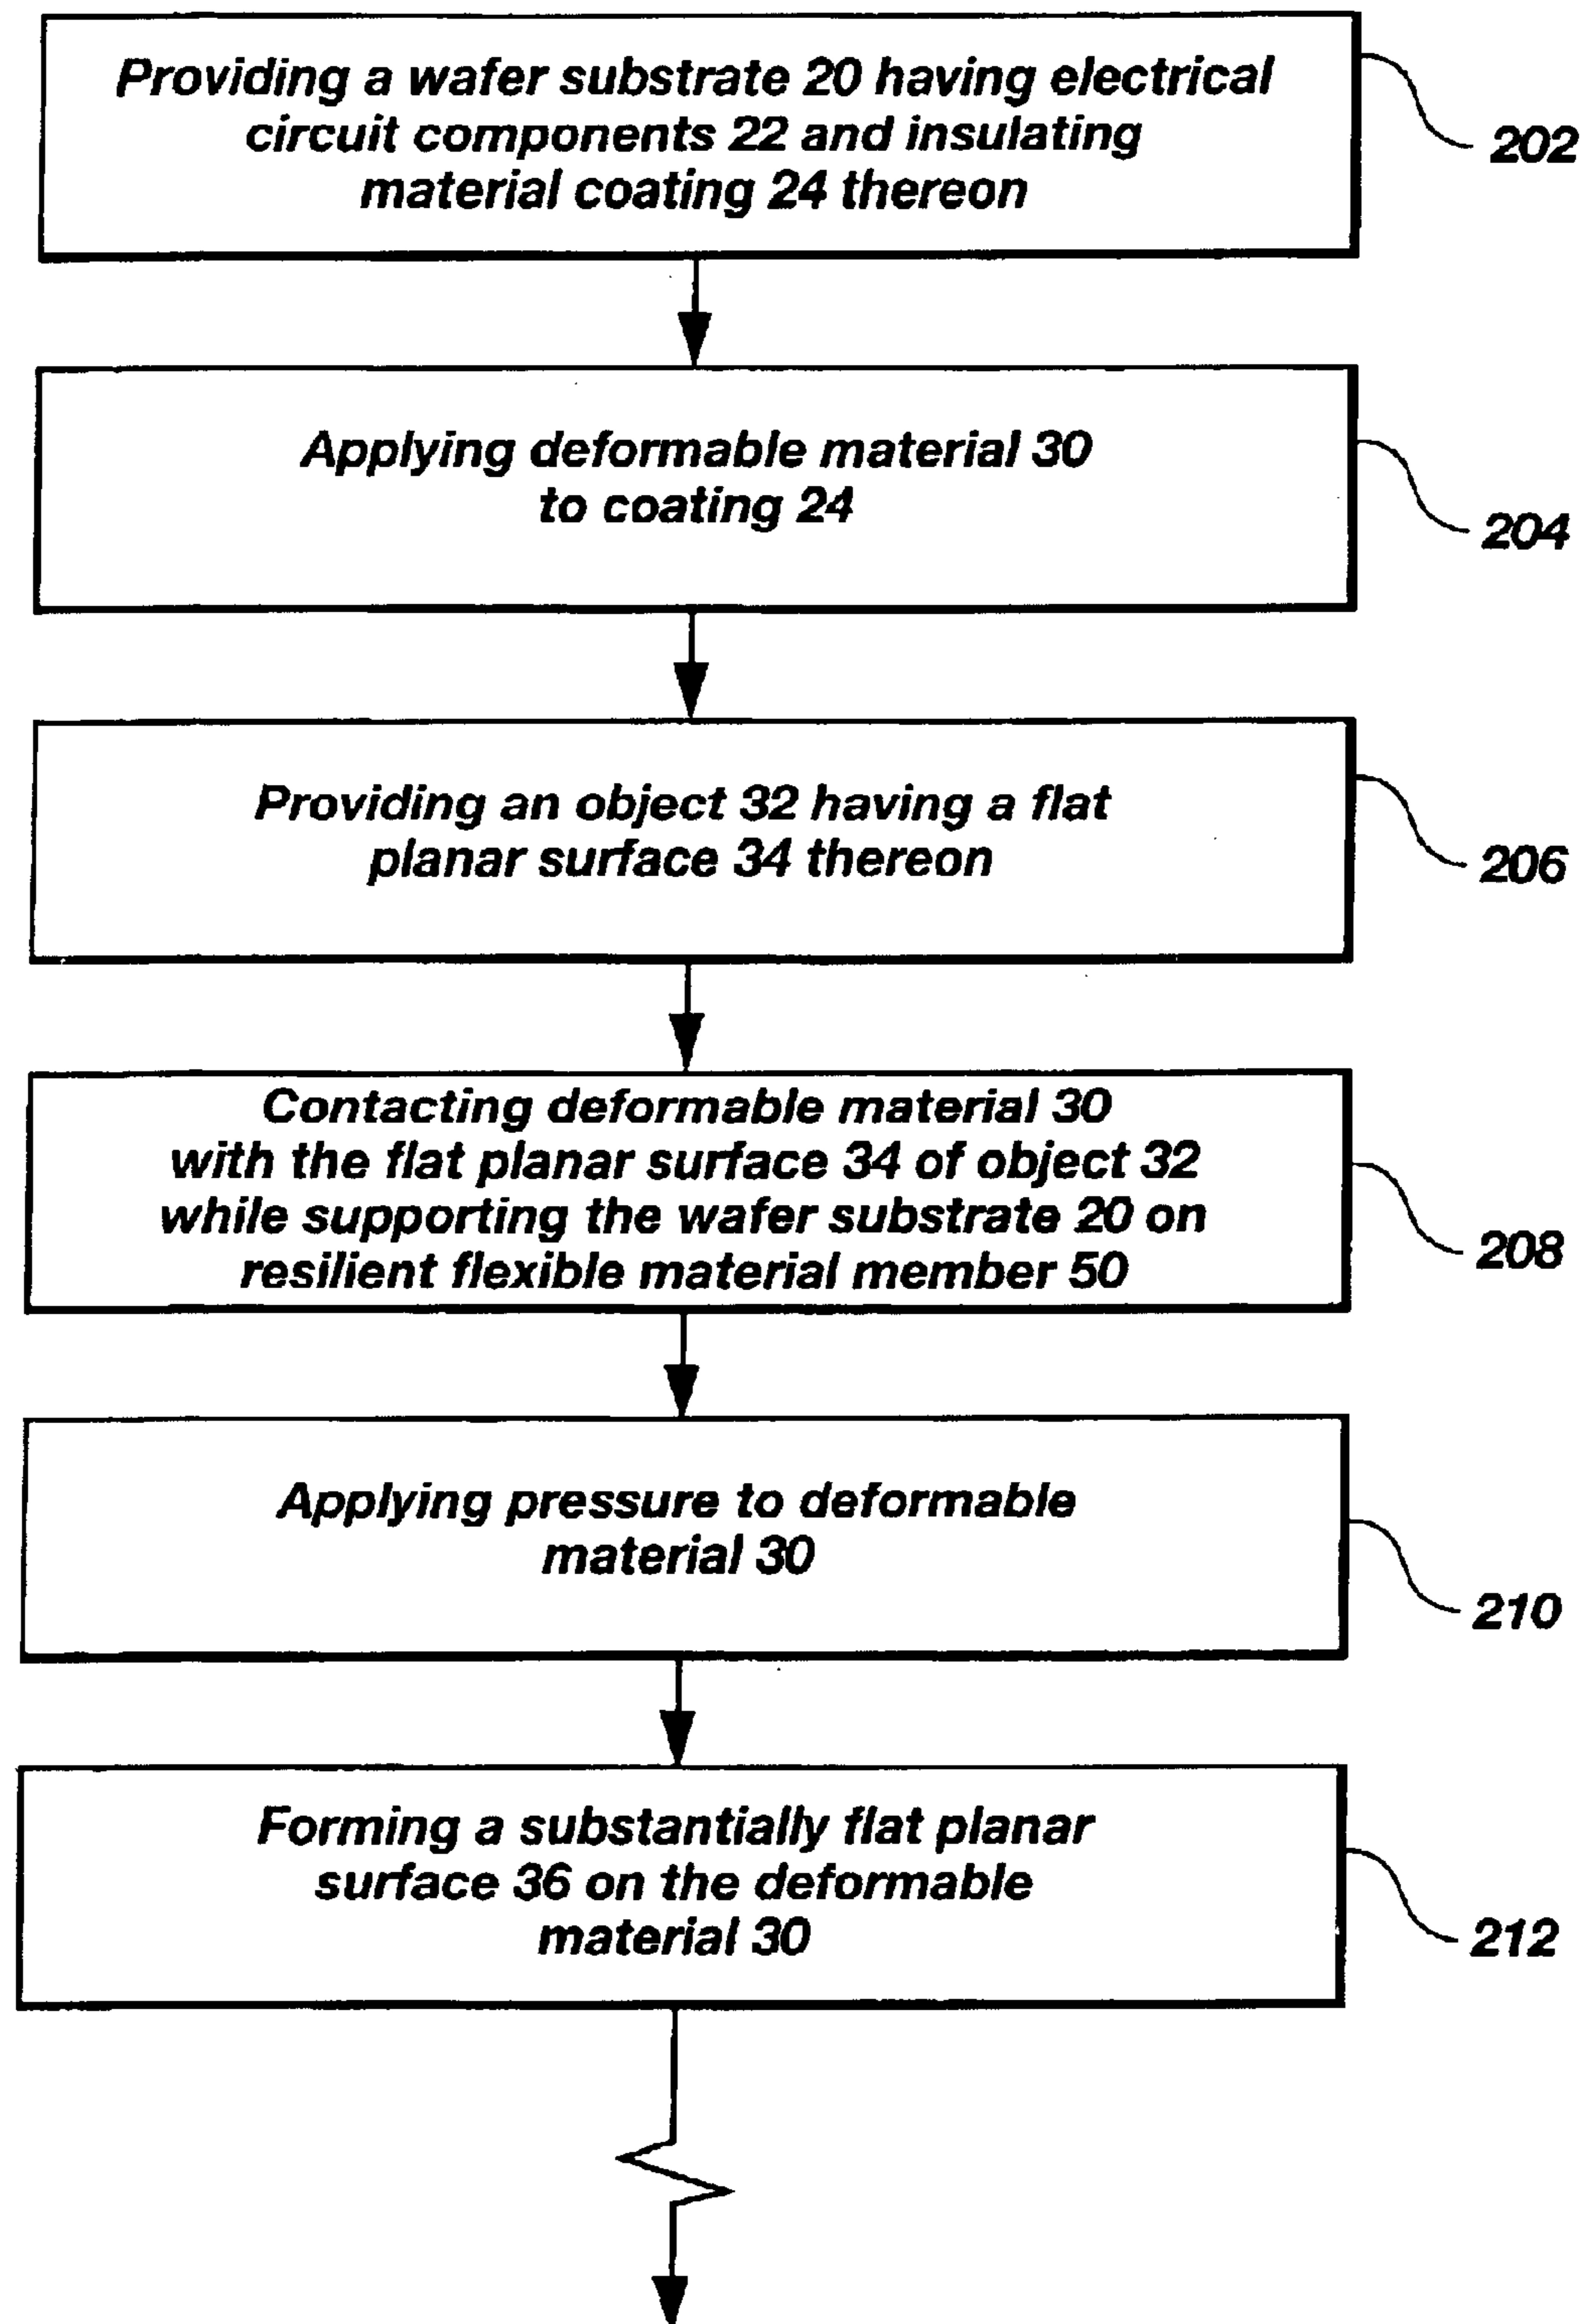 Providing a wafer substrate 20 having electrical
circuit components 22 and insulating
material coating 24 thereon
202
Applying deformable material 30
to coating 24
204
Providing an object 32 having a flat
planar surface 34 thereon
206
Contacting deformable material 30
with the flat planar surface 34 of object 32
while supporting the wafer substrate 20 on
resilient flexible material member 50
208
Applying pressure to deformable
material 30
210
Forming a substantially flat planar
surface 36 on the deformable
material 30
212